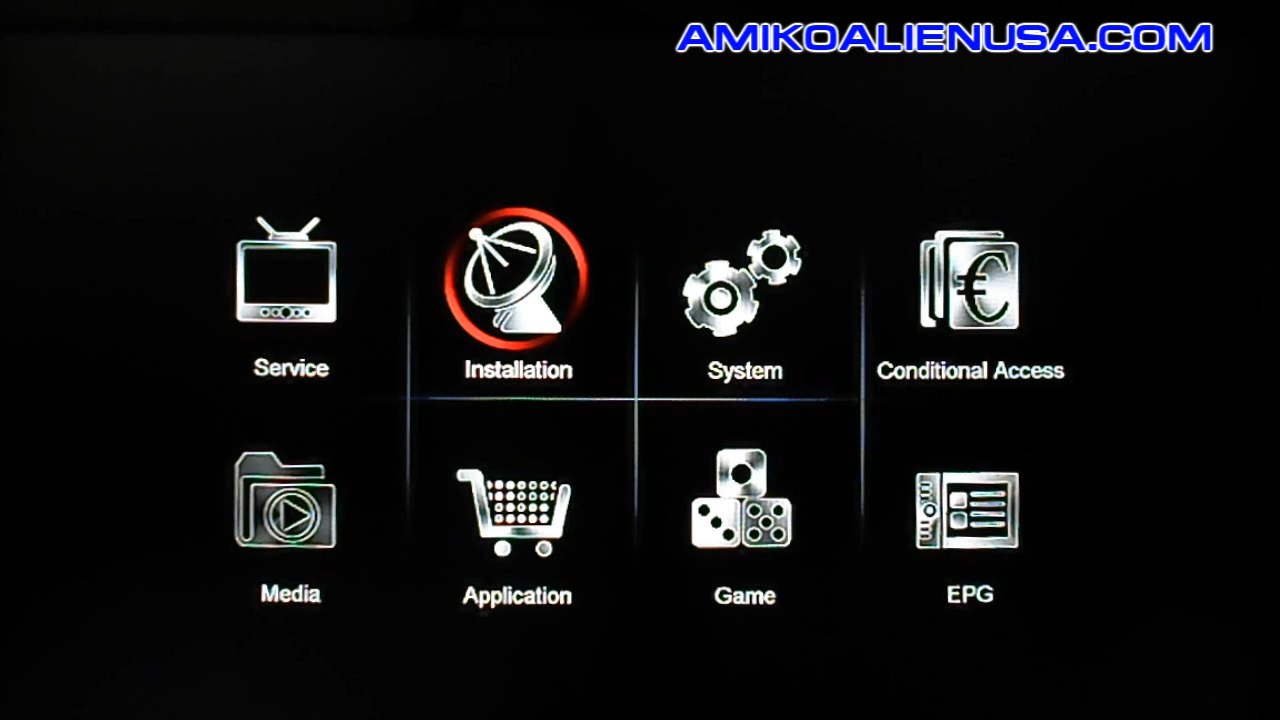 AMIKOALIENUSA.COM
Service
Installation
System
Conditional Access
Media
Application
Game
EPG